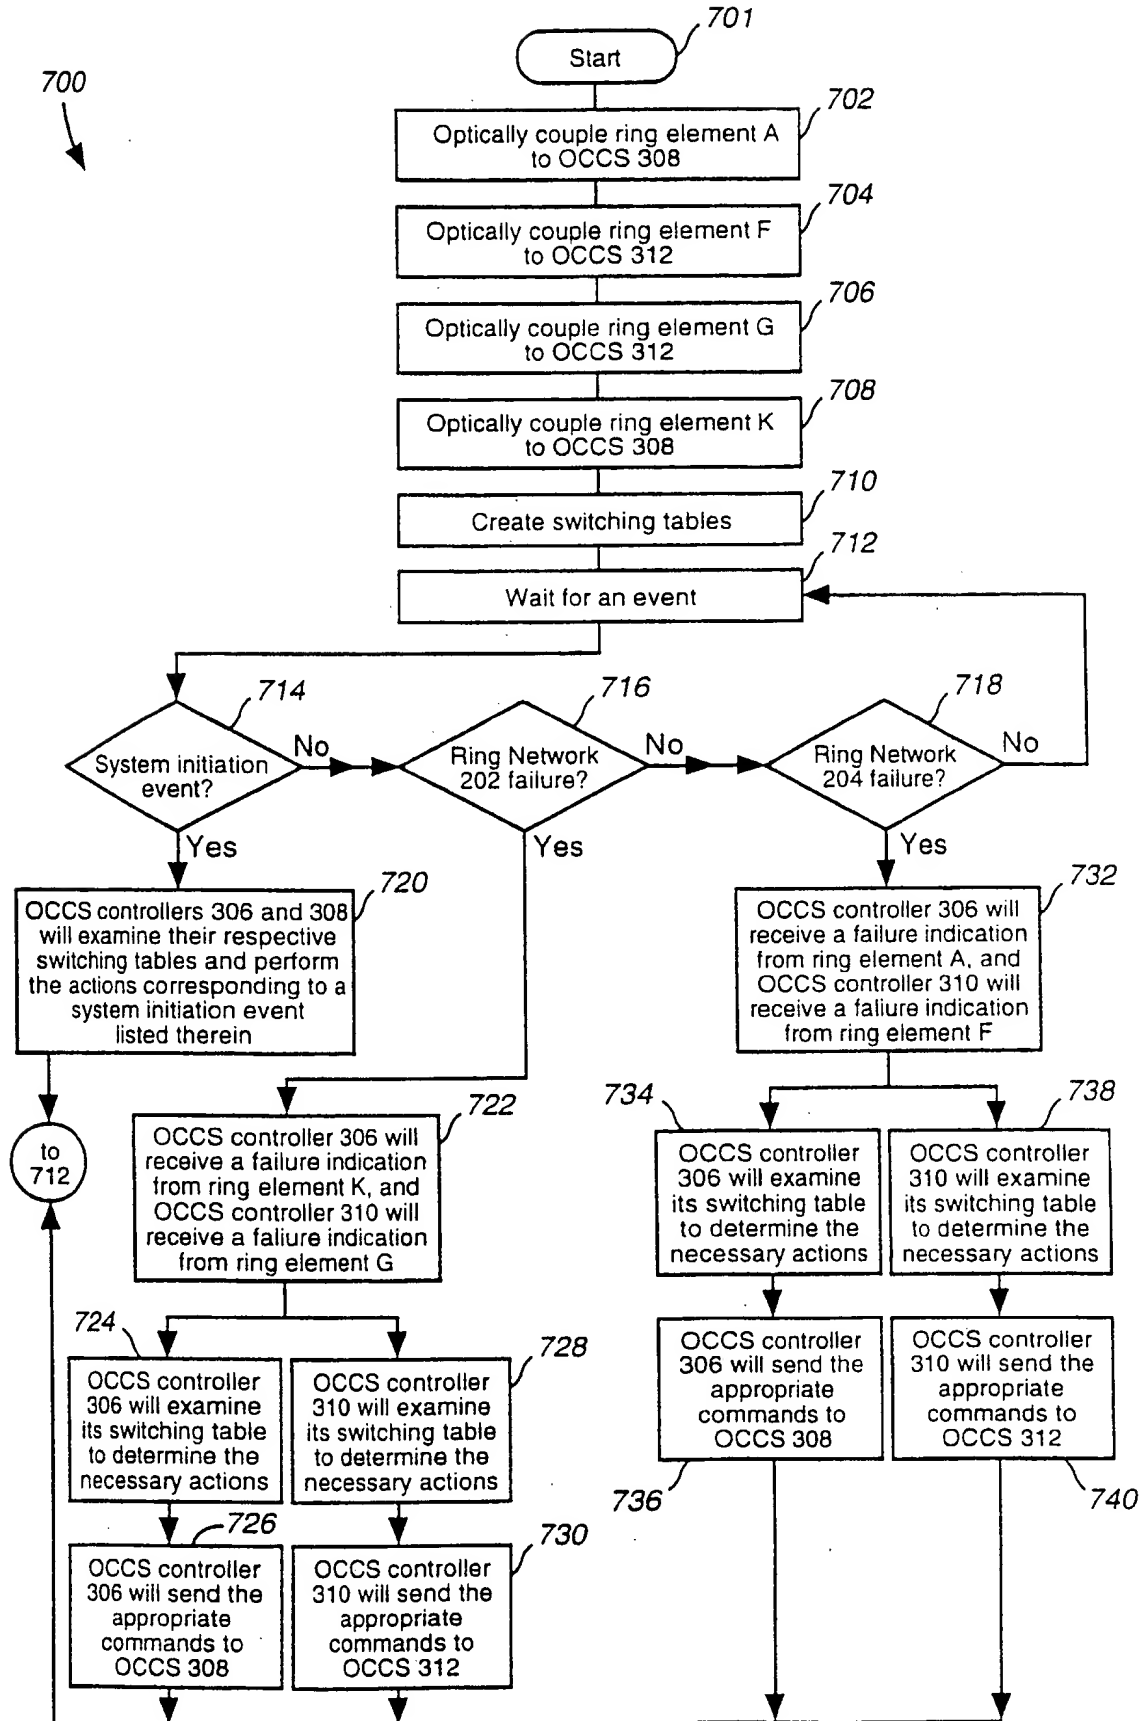 701
Start
700
702
Optically couple ring element A
to OCCS 308
704
Optically couple ring element F
to OCCS 312
706
Optically couple ring element G
to OCCS 312
708
Optically couple ring element K
to OCCS 308
710
Create switching tables
712
Wait for an event
714
System initiation
event?
No
Yes
716
Ring Network
202 failure?
No
Yes
718
Ring Network
204 failure?
No
Yes
720
OCCS controllers 306 and 308
will examine their respective
switching tables and perform
the actions corresponding to a
system initiation event
listed therein
to
712
722
OCCS controller 306 will
receive a failure indication
from ring element K, and
OCCS controller 310 will
receive a faliure indication
from ring element G
732
OCCS controller 306 will
receive a failure indication
from ring element A, and
OCCS controller 310 will
receive a faliure indication
from ring element F
734
OCCS controller
306 will examine
its switching table
to determine the
necessary actions
738
OCCS controller
310 will examine
its switching table
to determine the
necessary actions
724
OCCS controller
306 will examine
its switching table
to determine the
necessary actions
728
OCCS controller
310 will examine
its switching table
to determine the
necessary actions
OCCS controller
306 will send the
appropriate
commands to
OCCS 308
736
OCCS controller
310 will send the
appropriate
commands to
OCCS 312
740
726
OCCS controller
306 will send the
appropriate
commands to
OCCS 308
730
OCCS controller
310 will send the
appropriate
commands to
OCCS 312